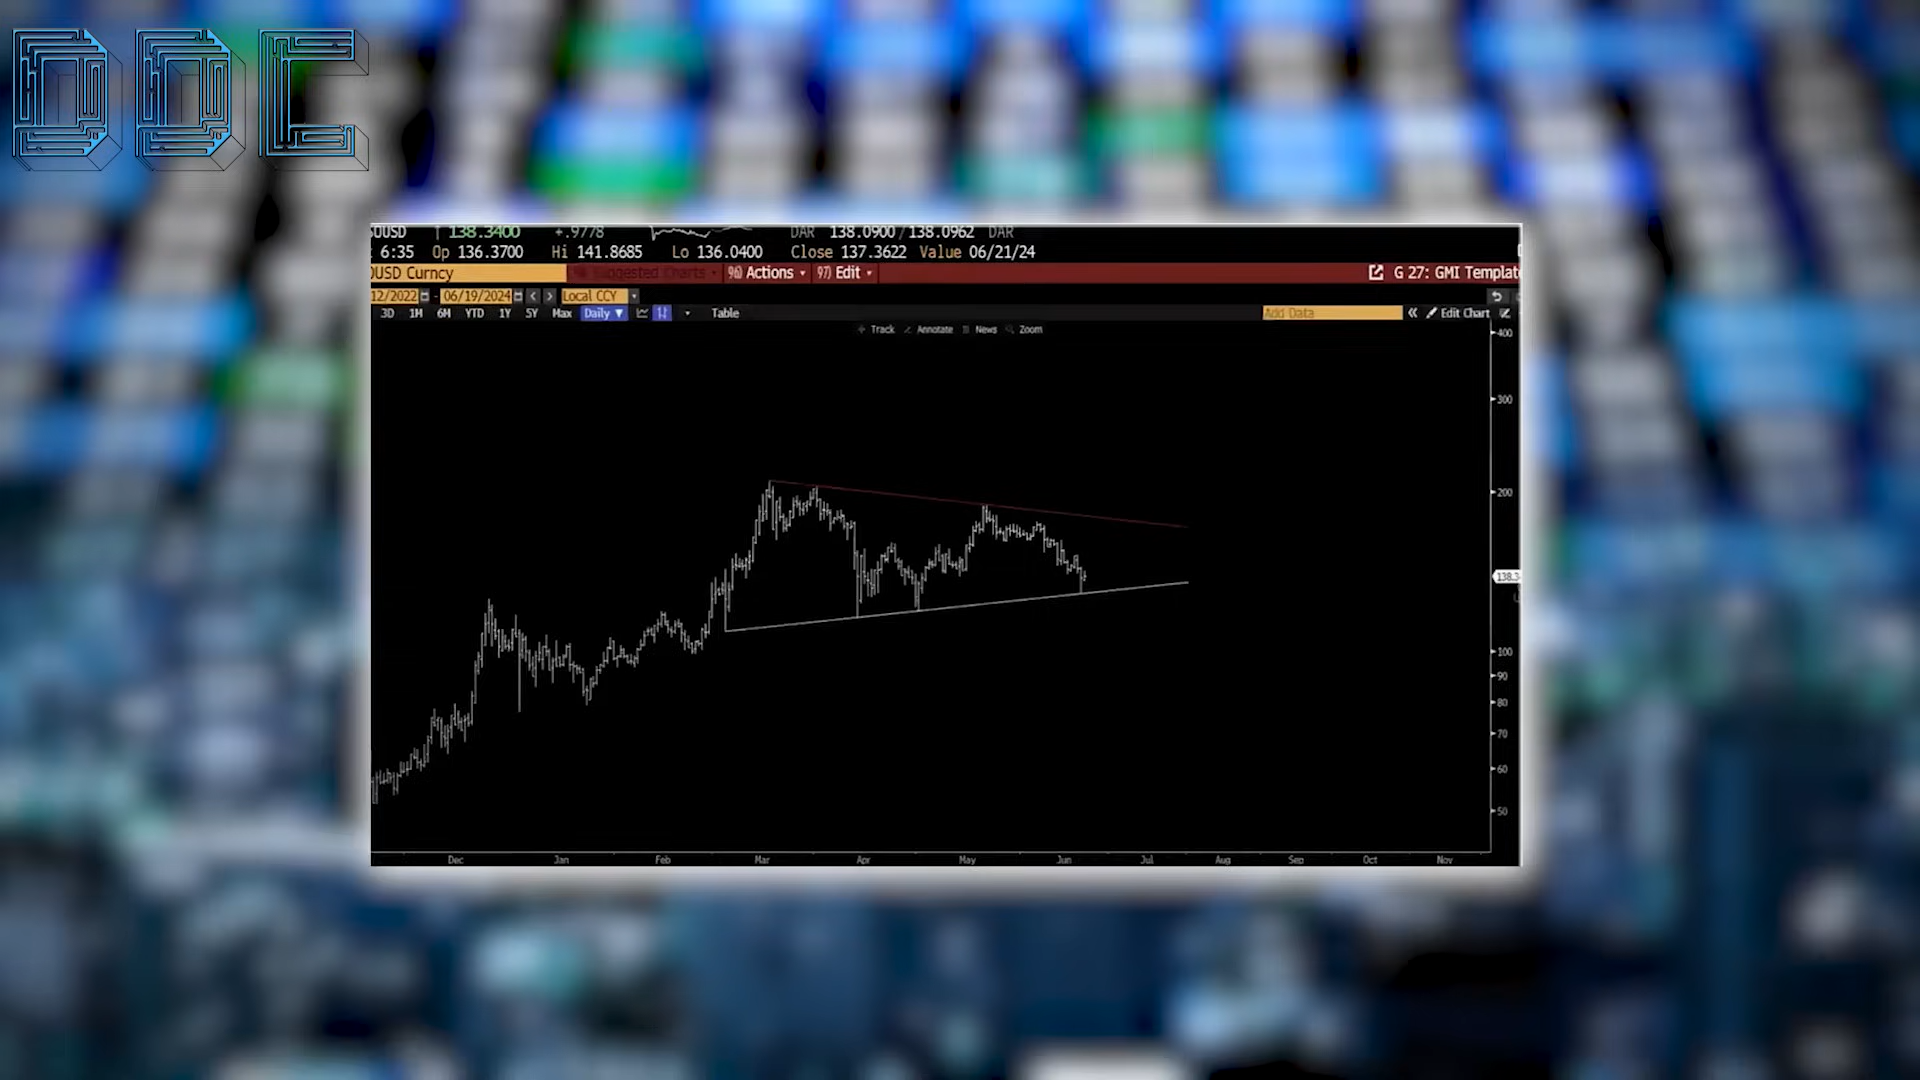 DDC
OUSD ↑ 138.3400 +.9778 DAR 138.0900/138.0962 DAR
6:35 Op 136.3700 Hi 141.8685 Lo 136.0400 Close 137.3622 Value 06/21/24
OUSD Curncy Suggested Charts 96) Actions 97) Edit G 27: GMI Templat
12/2022 - 06/19/2024 < > Local CCY
3D 1M 6M YTD 1Y 5Y Max Daily ▼ Table Add Data « Edit Chart
Track Annotate News Zoom
400
300
200
138.3
100
90
80
70
60
50
Dec Jan Feb Mar Apr May Jun Jul Aug Sep Oct Nov